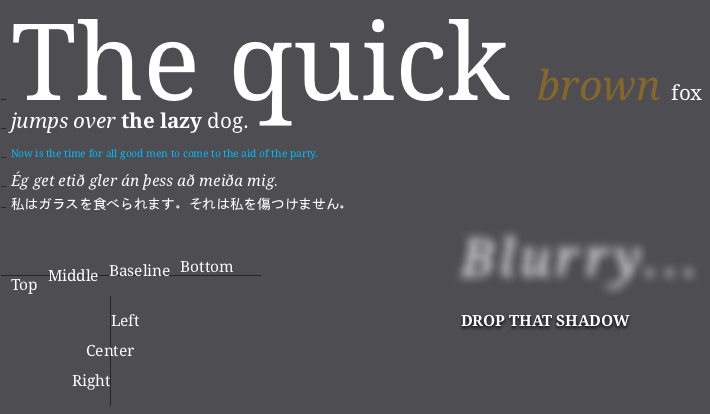 The quick brown fox
jumps over the lazy dog.
Now is the time for all good men to come to the aid of the party.
Ég get etið gler án þess að meiða mig.
私はガラスを食べられます。それは私を傷つけません。
Top Middle Baseline Bottom
Left
Center
Right
Blurry...
DROP THAT SHADOW